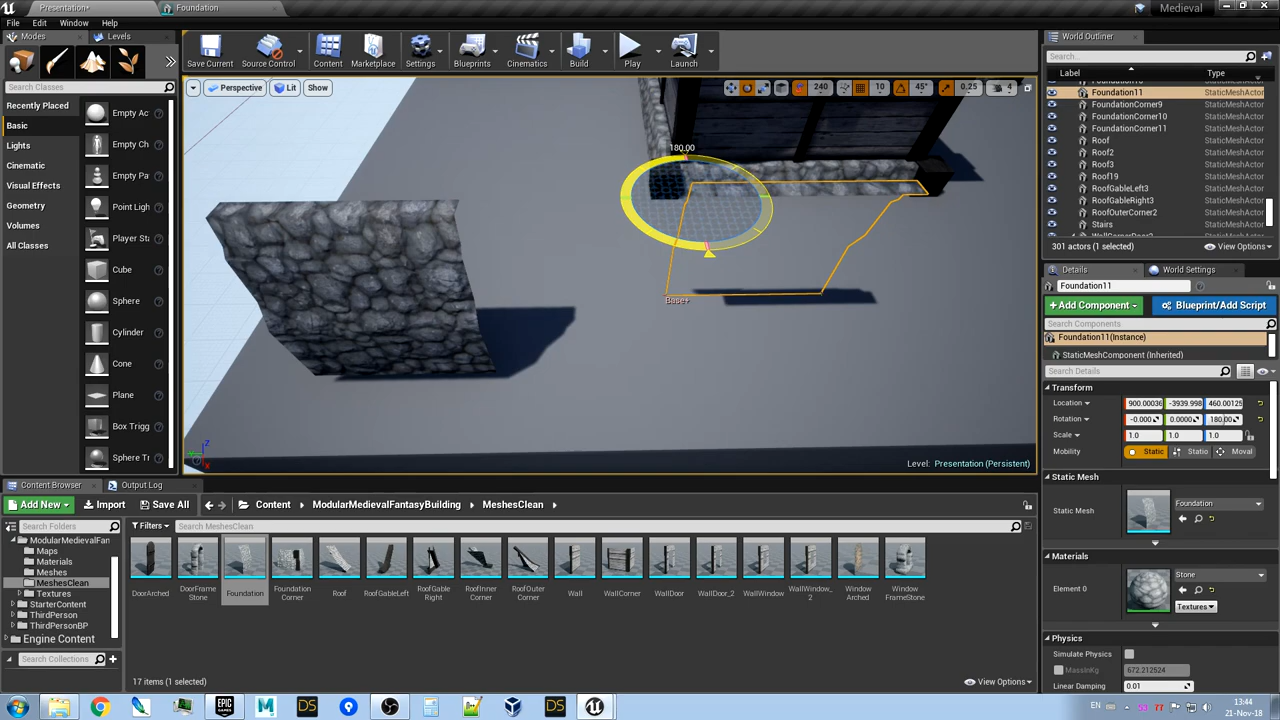 Presentation+
Foundation
Medieval
File Edit Window Help
Modes
Levels
Save Current
Source Control
Content
Marketplace
Settings
Blueprints
Cinematics
Build
Play
Launch
Search Classes
Recently Placed
Basic
Lights
Cinematic
Visual Effects
Geometry
Volumes
All Classes
Empty Ac
Empty Ch
Empty Pa
Point Ligh
Player Sta
Cube
Sphere
Cylinder
Cone
Plane
Box Trigg
Sphere Tr
Perspective
Lit
Show
240
10
45°
0.25
4
180.00
Base+
Level: Presentation (Persistent)
World Outliner
Search...
Label
Type
Foundation11 StaticMeshActor
FoundationCorner9 StaticMeshActor
FoundationCorner10 StaticMeshActor
FoundationCorner11 StaticMeshActor
Roof StaticMeshActor
Roof2 StaticMeshActor
Roof3 StaticMeshActor
Roof19 StaticMeshActor
RoofGableLeft3 StaticMeshActor
RoofGableRight3 StaticMeshActor
RoofOuterCorner2 StaticMeshActor
Stairs StaticMeshActor
301 actors (1 selected)
View Options
Details
World Settings
Foundation11
+Add Component
Blueprint/Add Script
Search Components
Foundation11(Instance)
StaticMeshComponent (Inherited)
Search Details
Transform
Location 900.00036 -3939.998 460.00125
Rotation -0.000 0.0000 180.00
Scale 1.0 1.0 1.0
Mobility Static Statio Moval
Static Mesh
Static Mesh
Foundation
Materials
Element 0
Stone
Textures
Physics
Simulate Physics
MassInKg 672.212524
Linear Damping 0.01
Content Browser
Output Log
Add New
Import
Save All
Content
ModularMedievalFantasyBuilding
MeshesClean
Search Folders
Filters
Search MeshesClean
ModularMedievalFan
Maps
Materials
Meshes
MeshesClean
Textures
StarterContent
ThirdPerson
ThirdPersonBP
Engine Content
Search Collections
DoorArched
DoorFrame
Stone
Foundation
Foundation
Corner
Roof
RoofGableLeft
RoofGable
Right
RoofInner
Corner
RoofOuter
Corner
Wall
WallCorner
WallDoor
WallDoor_2
WallWindow
WallWindow_
2
Window
Arched
Window
FrameStone
17 items (1 selected)
View Options
EPIC
GAMES
M
DS
DS
EN
53
77
13:44
21-Nov-18